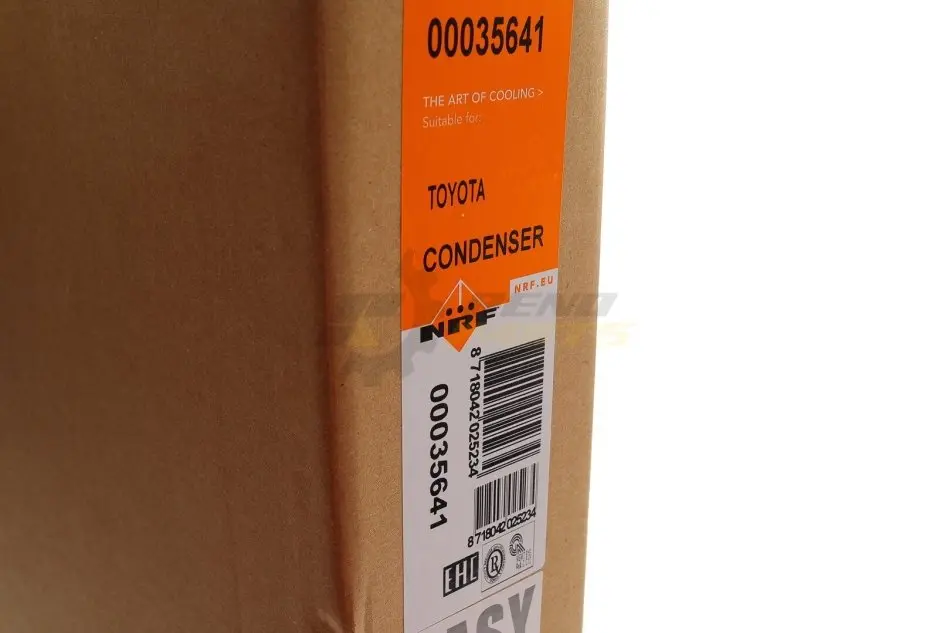 00035641
THE ART OF COOLING >
Suitable for:
TOYOTA
CONDENSER
NRF.EU
NRF
8 718042 025234
00035641
8 718042 025234
EAC
ASY